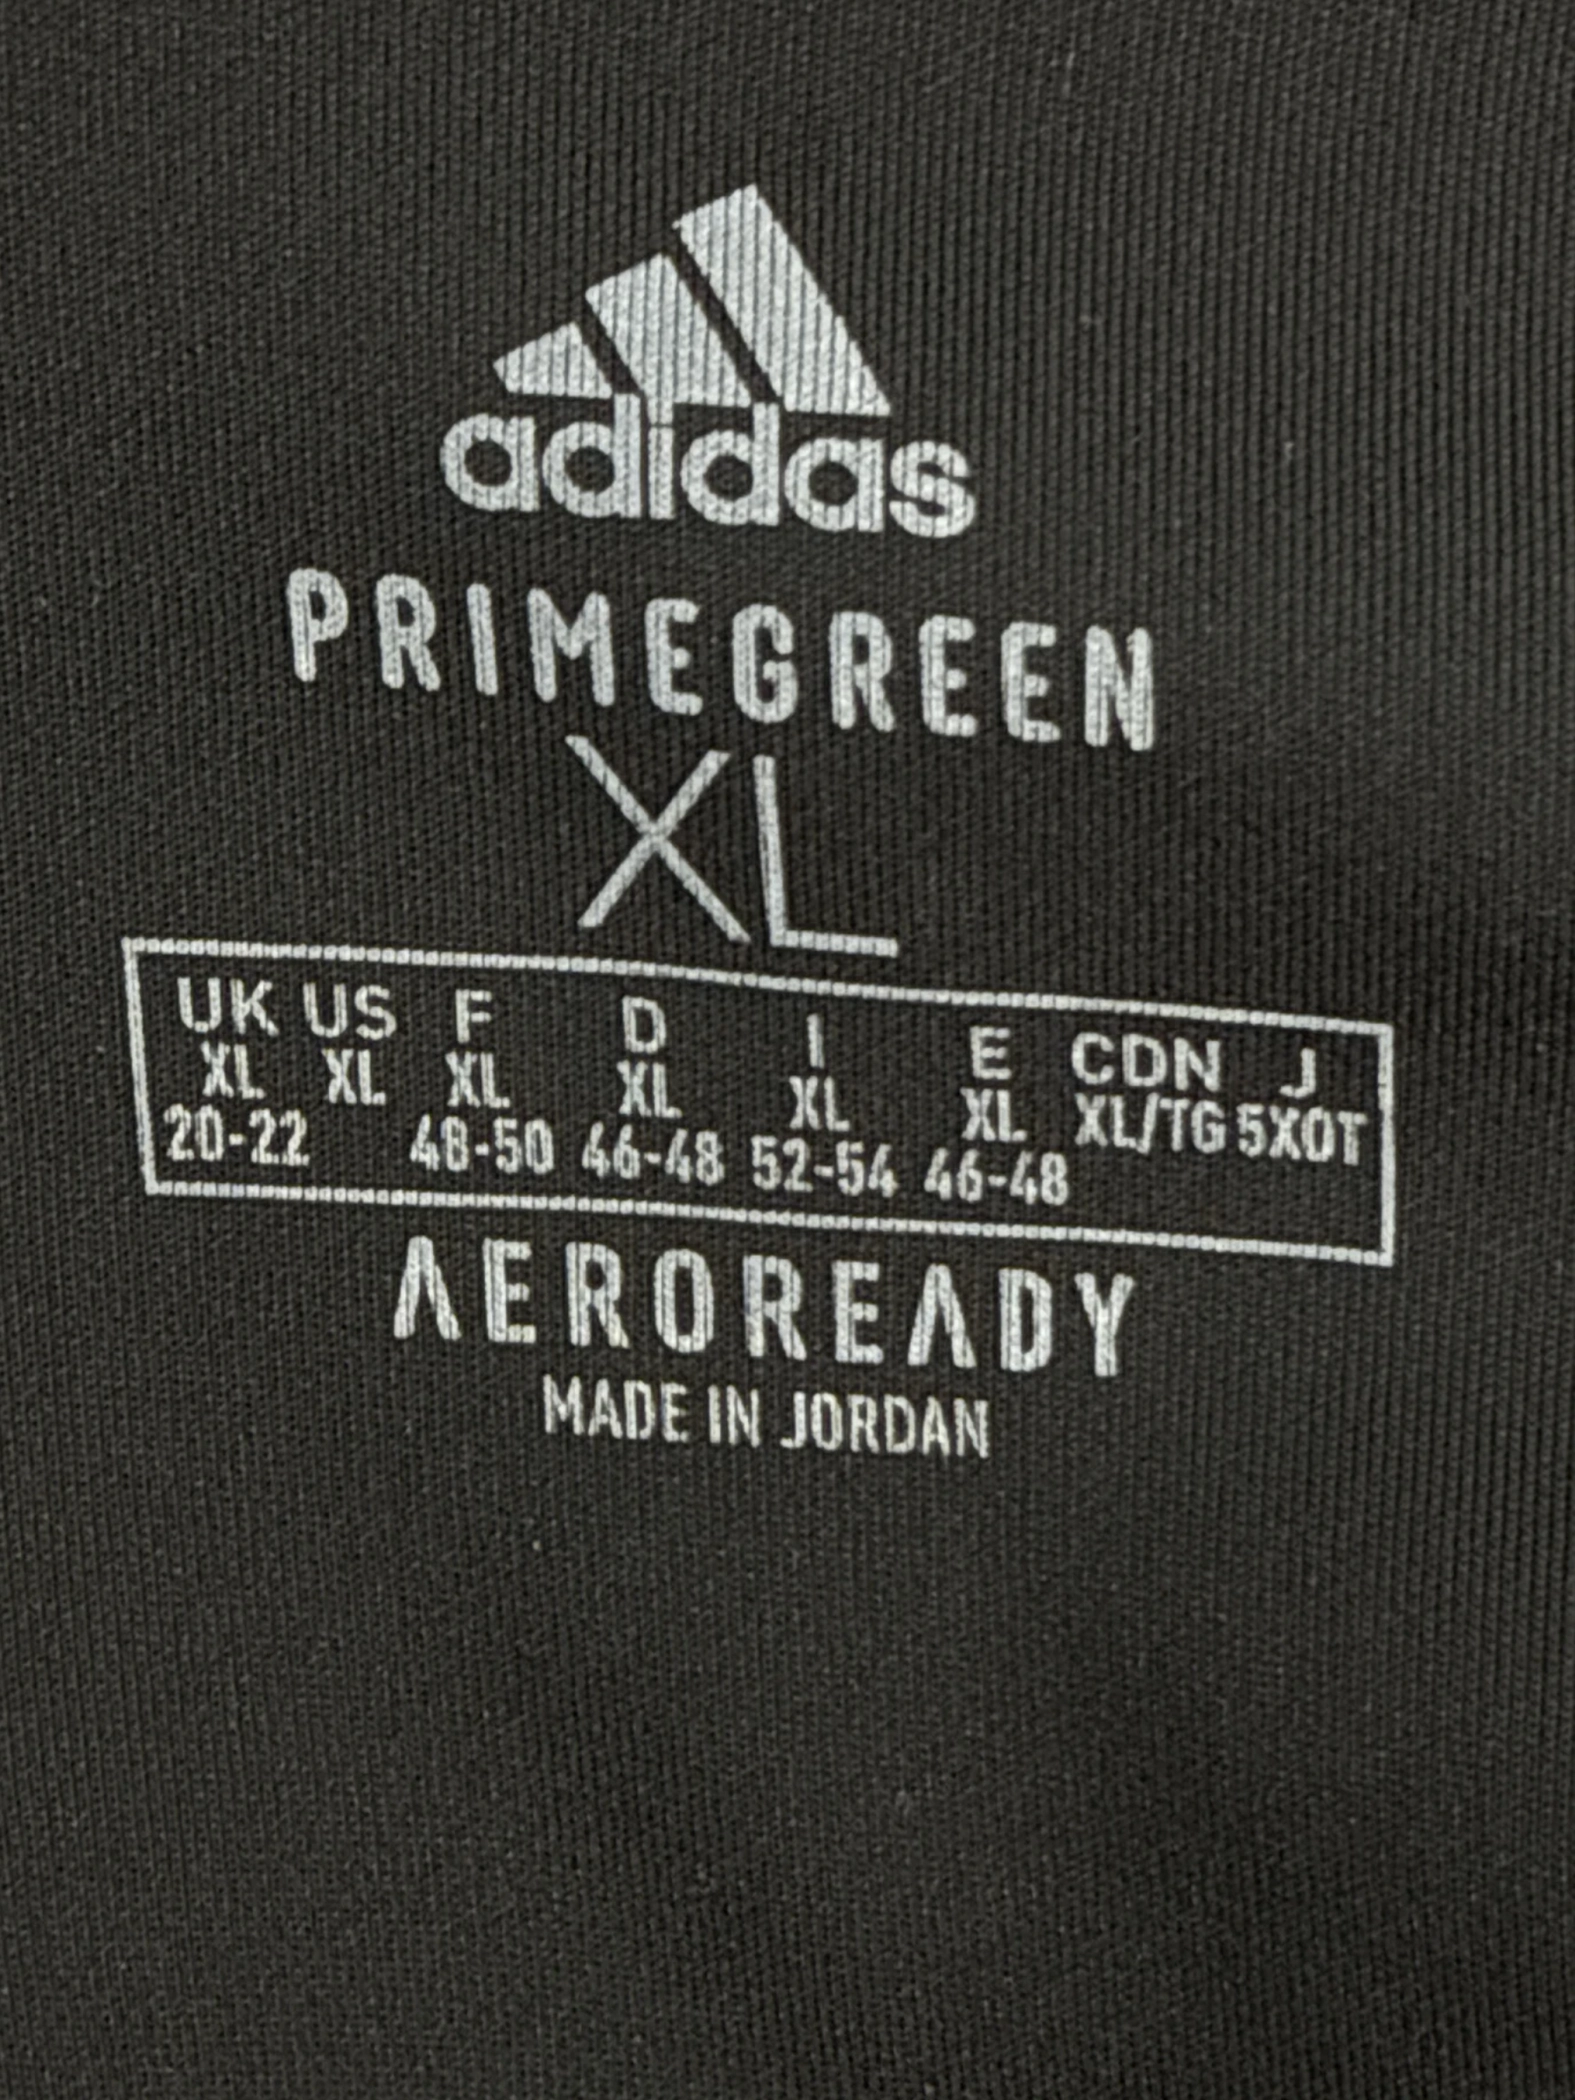 adidas
PRIMEGREEN
XL
UK US F D I E CDN J
XL XL XL XL XL XL XL/TG 5XOT
20-22 48-50 46-48 52-54 46-48
AEROREADY
MADE IN JORDAN